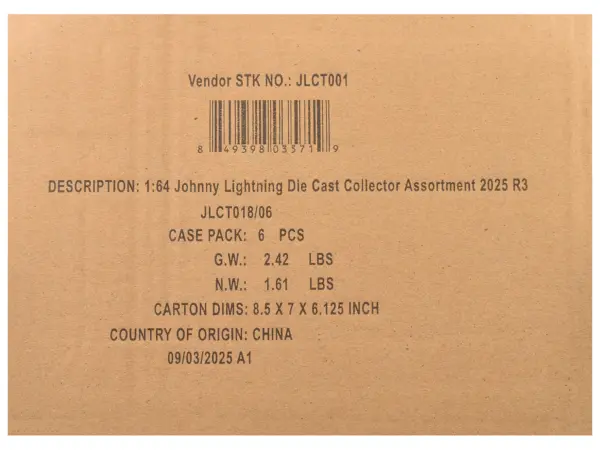 Vendor STK NO.: JLCT001
8 49398 03571 9
DESCRIPTION: 1:64 Johnny Lightning Die Cast Collector Assortment 2025 R3
JLCT018/06
CASE PACK: 6 PCS
G.W.: 2.42 LBS
N.W.: 1.61 LBS
CARTON DIMS: 8.5 X 7 X 6.125 INCH
COUNTRY OF ORIGIN: CHINA
09/03/2025 A1